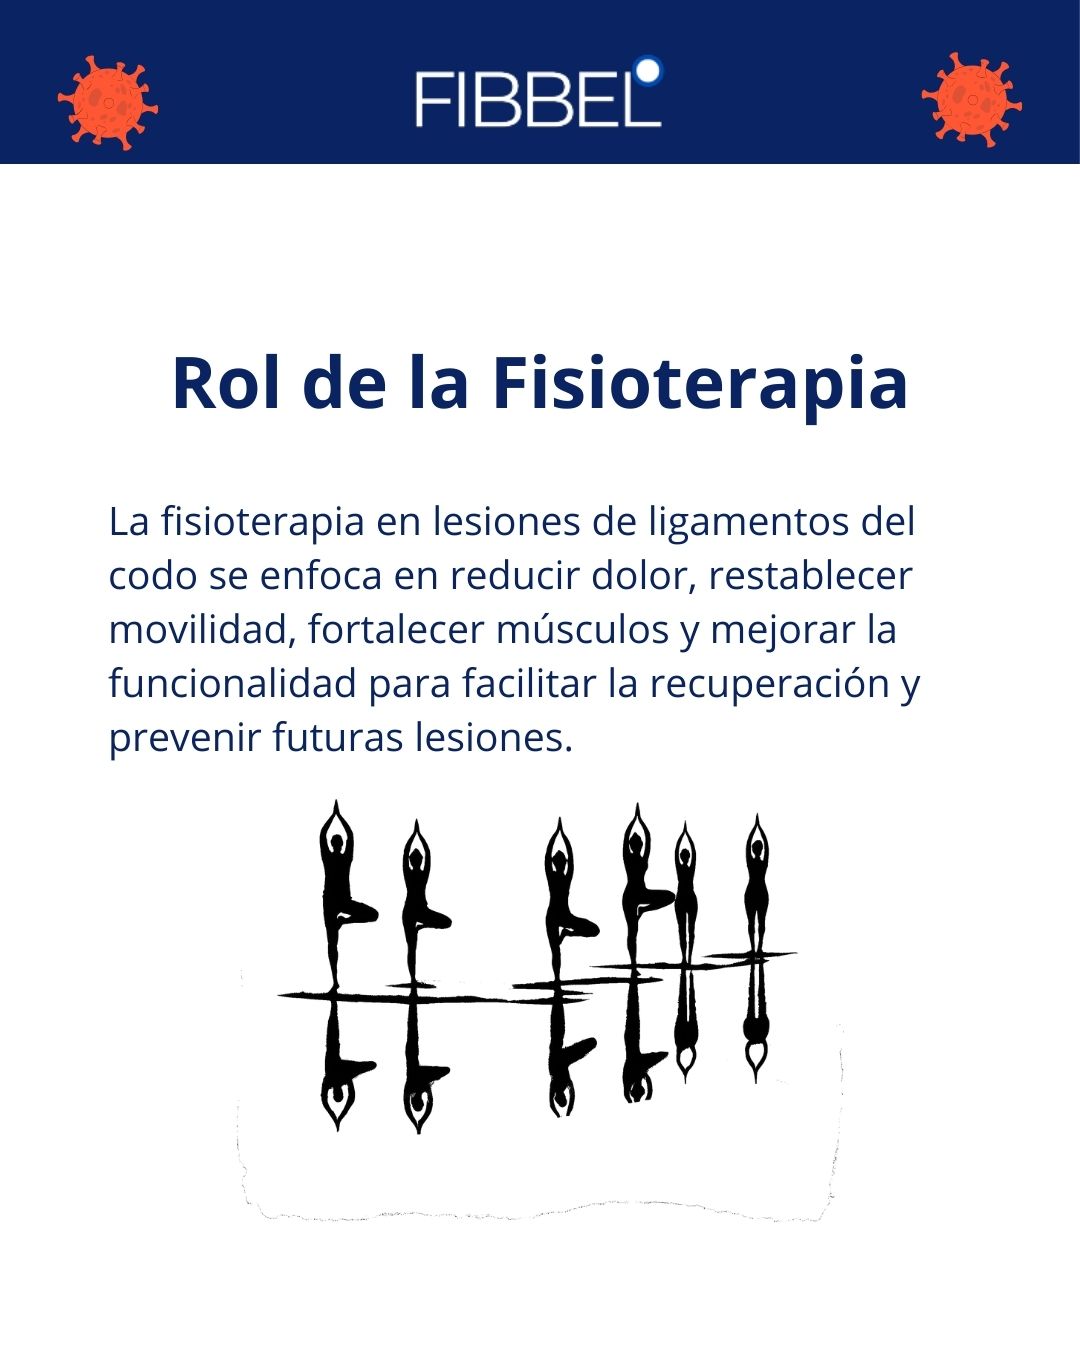 FIBBEL
Rol de la Fisioterapia
La fisioterapia en lesiones de ligamentos del
codo se enfoca en reducir dolor, restablecer
movilidad, fortalecer músculos y mejorar la
funcionalidad para facilitar la recuperación y
prevenir futuras lesiones.